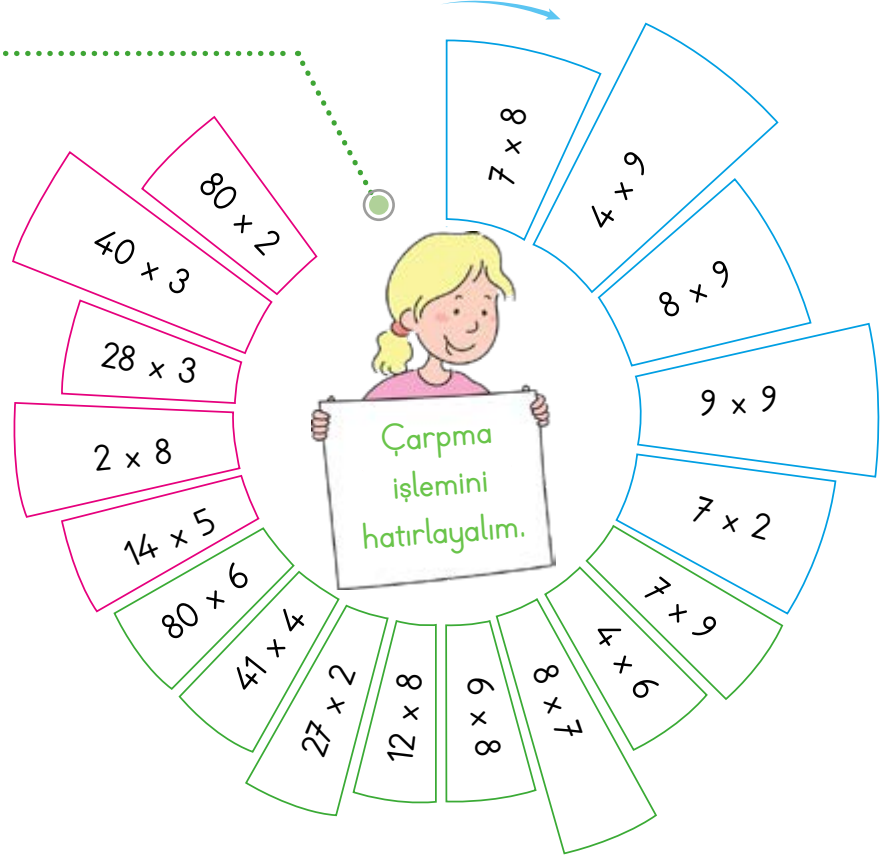 7 x 8
4 x 9
8 x 9
9 x 9
7 x 2
7 x 9
4 x 6
8 x 7
9 x 8
12 x 8
27 x 2
41 x 4
80 x 6
14 x 5
2 x 8
28 x 3
40 x 3
80 x 2
Çarpma
işlemini
hatırlayalım.